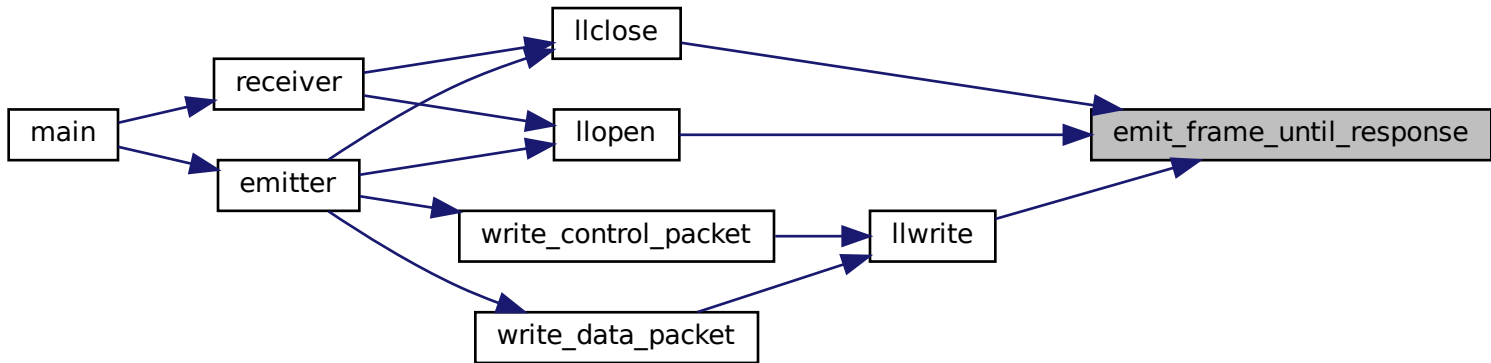 llclose
receiver
main
llopen
emit_frame_until_response
emitter
write_control_packet
llwrite
write_data_packet